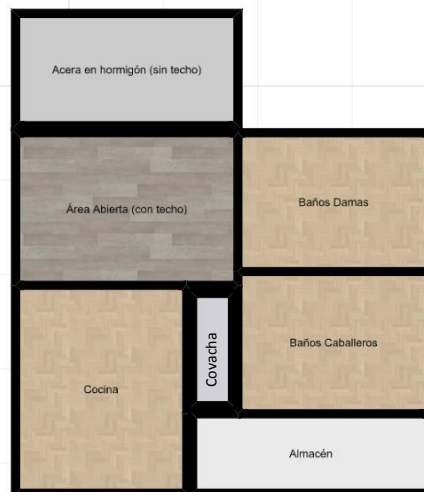 Acera en hormigón (sin techo)
Área Abierta (con techo)
Baños Damas
Covacha
Baños Caballeros
Cocina
Almacén